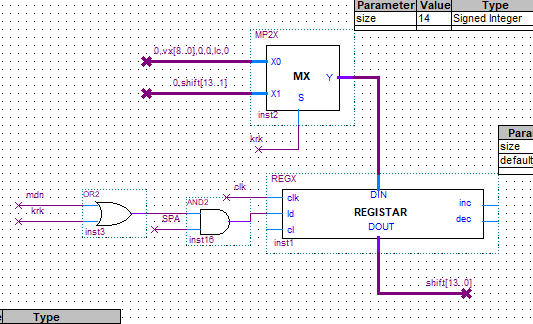 Parameter Value Type
size 14 Signed Integer
MP2X
0,vx[8..0],0,0,lc,0
X0
MX
Y
0,shift[13..1]
X1
S
inst2
krk
Para
size
default
REGX
clk
clk
DIN
inc
mdn
OR2
AND2
ld
REGISTAR
dec
krk
SPA
cl
DOUT
inst3
inst16
inst1
shift[13..0]
Type